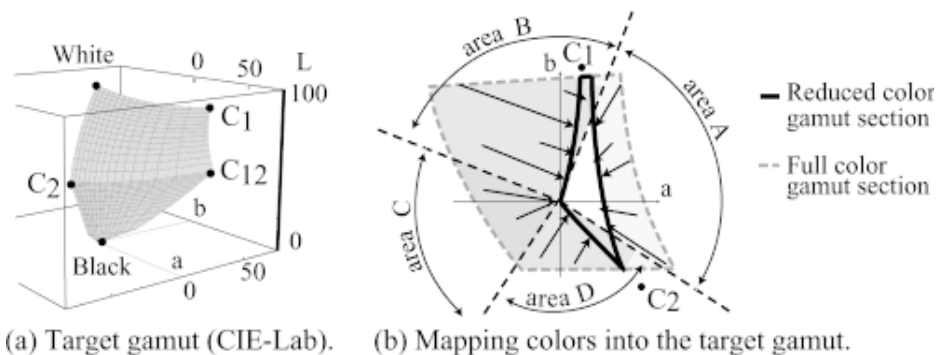 White
0
50
L
100
C1
C2
C12
b
0
Black
a
0
50
(a) Target gamut (CIE-Lab).
area B
C1
b
area A
a
area C
area D
C2
Reduced color
gamut section
Full color
gamut section
(b) Mapping colors into the target gamut.